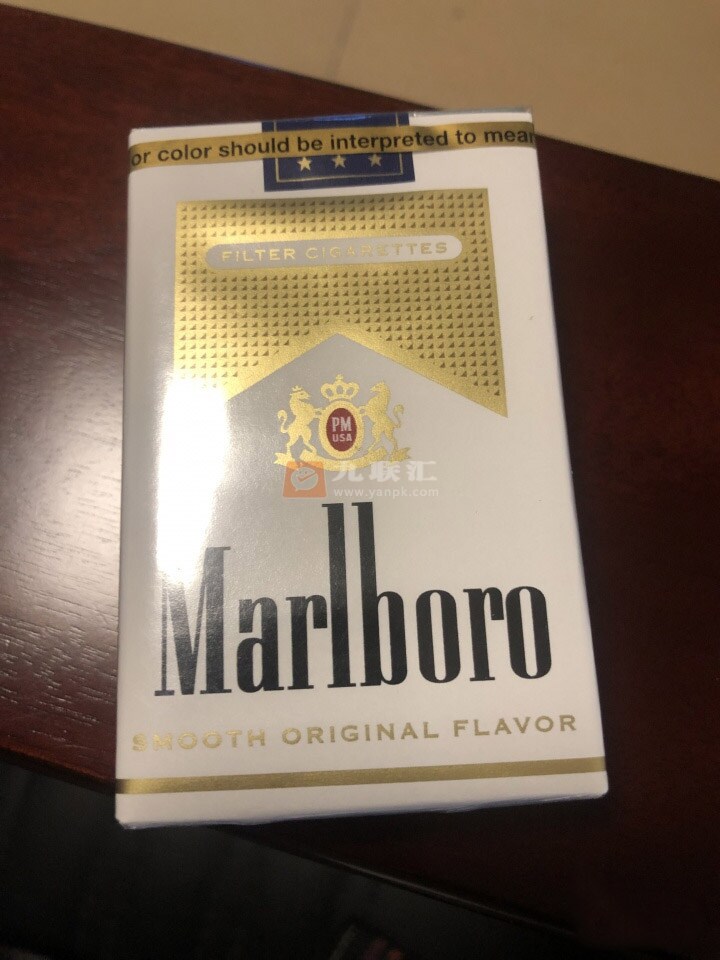 or color should be interpreted to mean
FILTER CIGARETTES
PM
USA
九联汇
www.yanpk.com
Marlboro
SMOOTH ORIGINAL FLAVOR